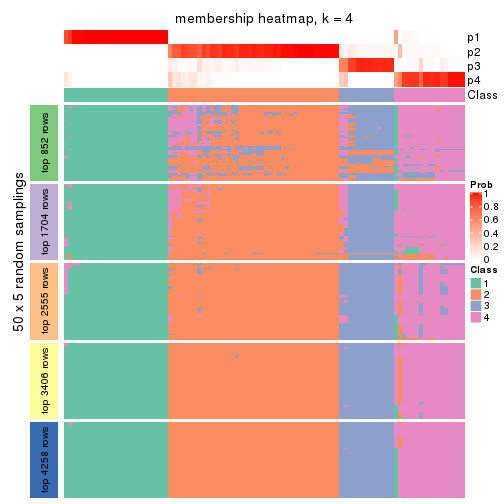 membership heatmap, k = 4
p1
p2
p3
p4
Class
50 x 5 random samplings
top 852 rows
top 1704 rows
top 2555 rows
top 3406 rows
top 4258 rows
Prob
1
0.8
0.6
0.4
0.2
0
Class
1
2
3
4